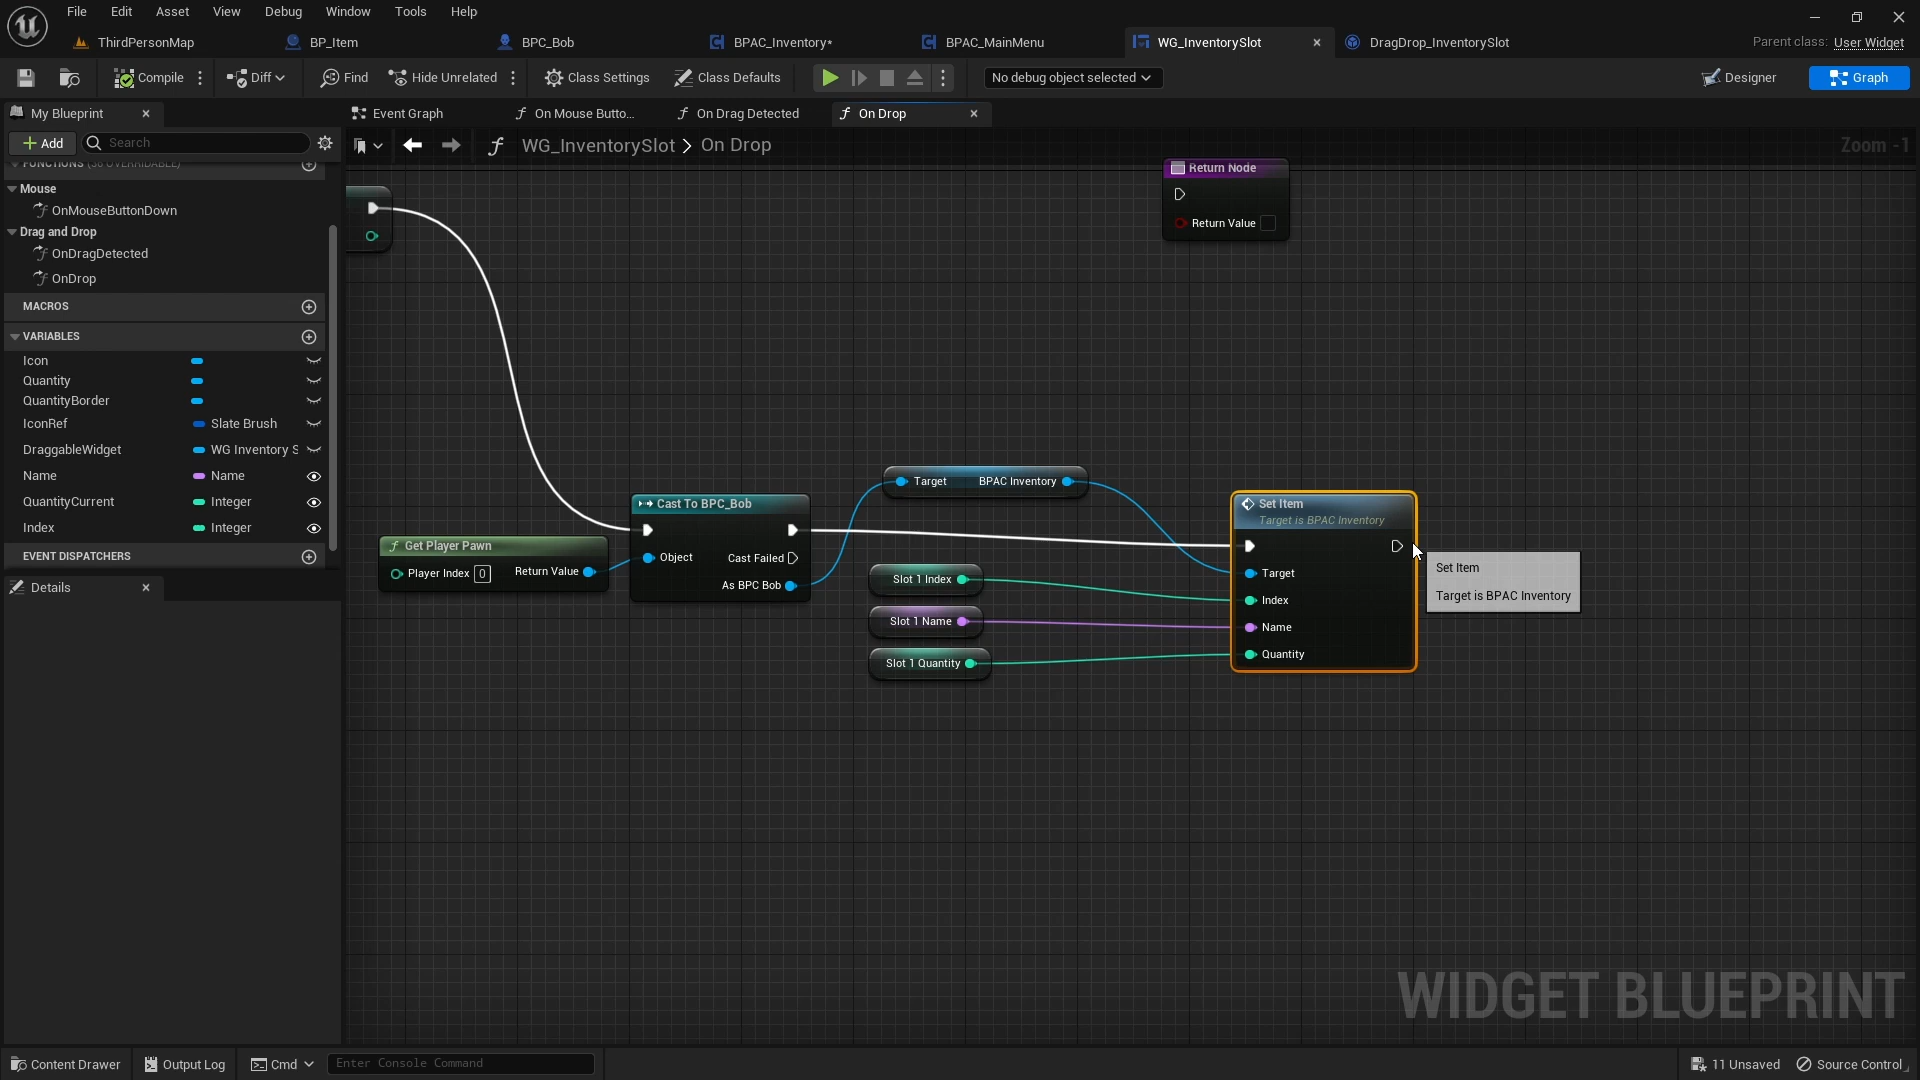 File Edit Asset View Debug Window Tools Help
ThirdPersonMap BP_Item BPC_Bob BPAC_Inventory* BPAC_MainMenu WG_InventorySlot DragDrop_InventorySlot Parent class: User Widget
Compile Diff Find Hide Unrelated Class Settings Class Defaults No debug object selected Designer Graph
My Blueprint Event Graph On Mouse Butto... On Drag Detected On Drop
Add Search WG_InventorySlot On Drop Zoom -1
FUNCTIONS (36 OVERRIDABLE)
Mouse
OnMouseButtonDown
Drag and Drop
OnDragDetected
OnDrop
MACROS
VARIABLES
Icon
Quantity
QuantityBorder
IconRef Slate Brush
DraggableWidget WG Inventory S
Name Name
QuantityCurrent Integer
Index Integer
EVENT DISPATCHERS
Details
Return Node
Return Value
Get Player Pawn
Player Index 0 Return Value
Cast To BPC_Bob
Object Cast Failed
As BPC Bob
Target BPAC Inventory
Slot 1 Index
Slot 1 Name
Slot 1 Quantity
Set Item
Target is BPAC Inventory
Target
Index
Name
Quantity
Set Item
Target is BPAC Inventory
WIDGET BLUEPRINT
Content Drawer Output Log Cmd Enter Console Command 11 Unsaved Source Control